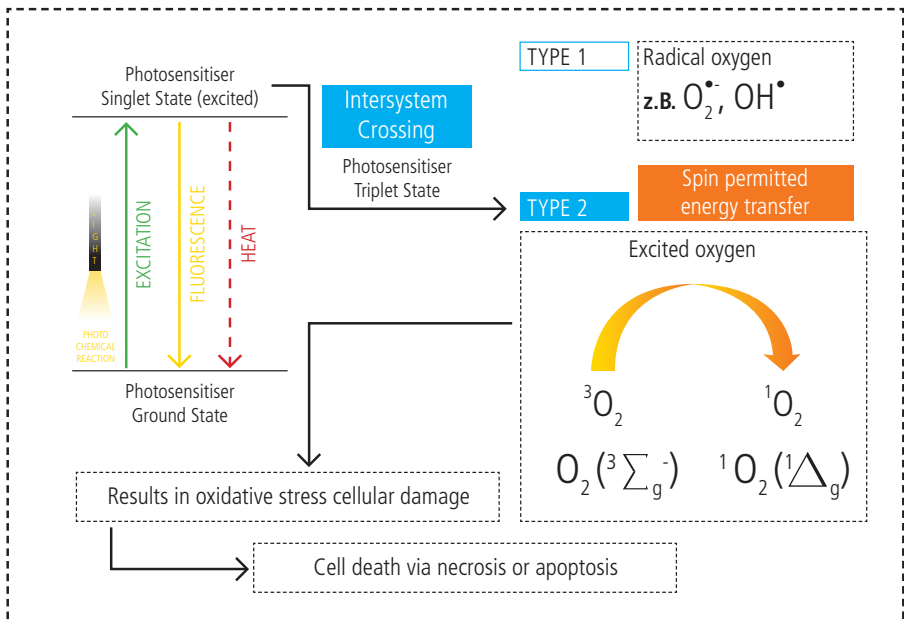 Photosensitiser
Singlet State (excited)
Intersystem
Crossing
Photosensitiser
Triplet State
TYPE 1
Radical oxygen
z.B. O₂•-, OH•
TYPE 2
Spin permitted
energy transfer
LIGHT
PHOTO
CHEMICAL
REACTION
EXCITATION
FLUORESCENCE
HEAT
Photosensitiser
Ground State
Excited oxygen
³O₂ ¹O₂
O₂(³∑g⁻) ¹O₂(¹△g)
Results in oxidative stress cellular damage
Cell death via necrosis or apoptosis